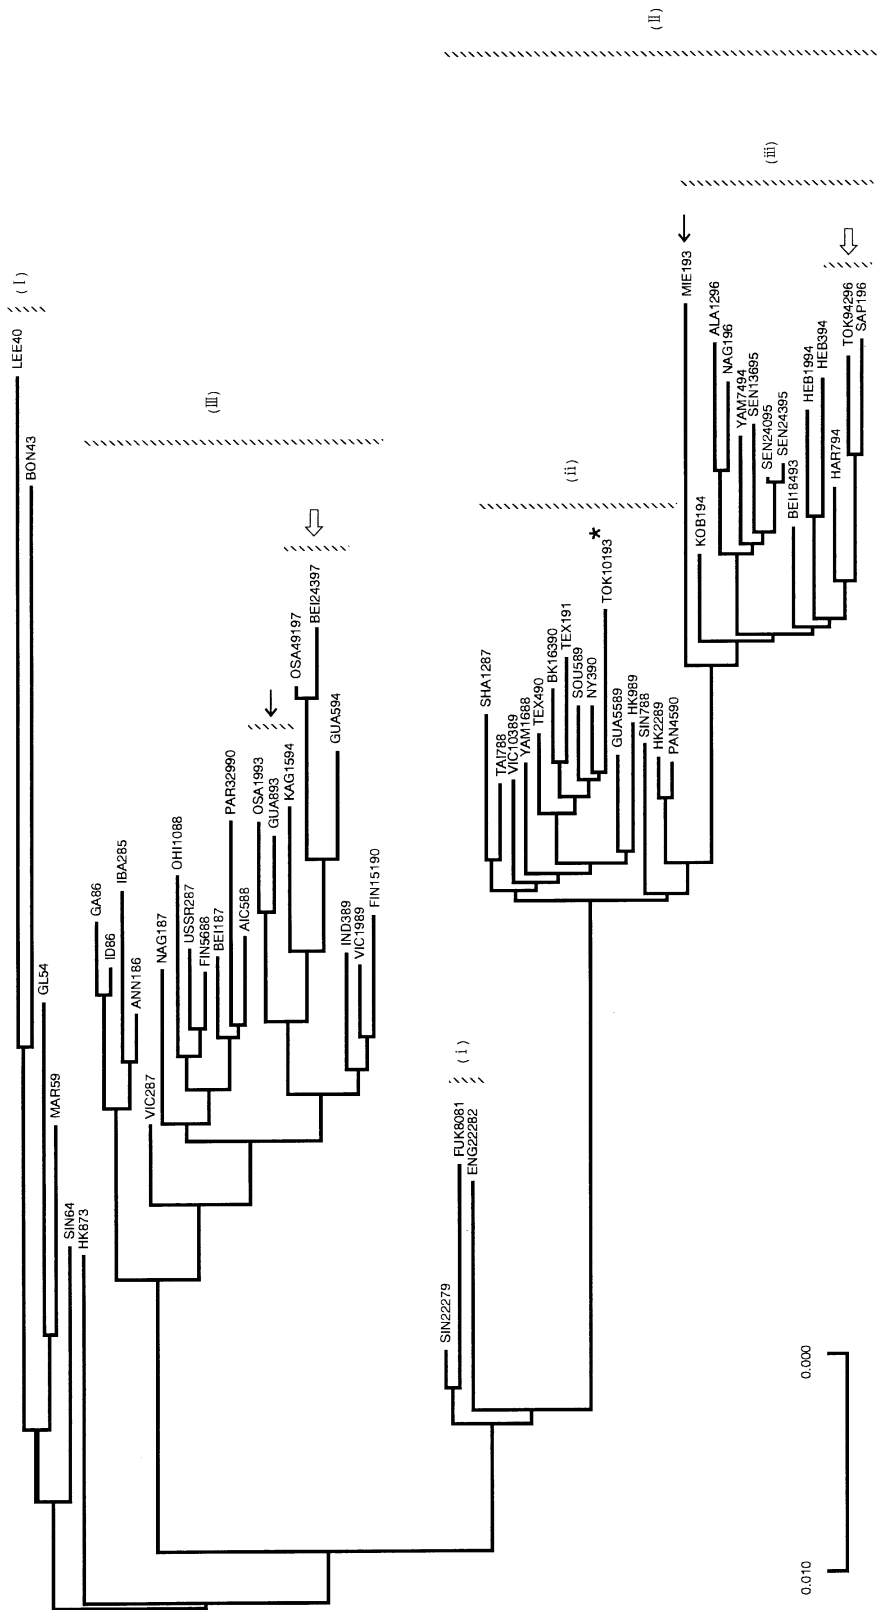 LEE40
( I )
BON43
GL54
MAR59
SIN64
HK873
GA86
ID86
IBA285
ANN186
VIC287
NAG187
OHI1088
USSR287
FIN5688
BEI187
PAR32990
AIC588
OSA1993
GUA893
KAG1594
OSA49197
BEI24397
GUA594
IND389
VIC1989
FIN15190
(III)
SIN22279
FUK8081
ENG22282
( i )
SHA1287
TAI788
VIC10389
YAM1688
TEX490
BK16390
TEX191
SOU589
NY390
TOK10193
*
GUA5589
HK989
SIN788
HK2289
PAN4590
( ii )
MIE193
KOB194
ALA1296
NAG196
YAM7494
SEN13695
SEN24095
SEN24395
BEI18493
HEB1994
HEB394
HAR794
TOK94296
SAP196
(iii)
(II)
0.010
0.000